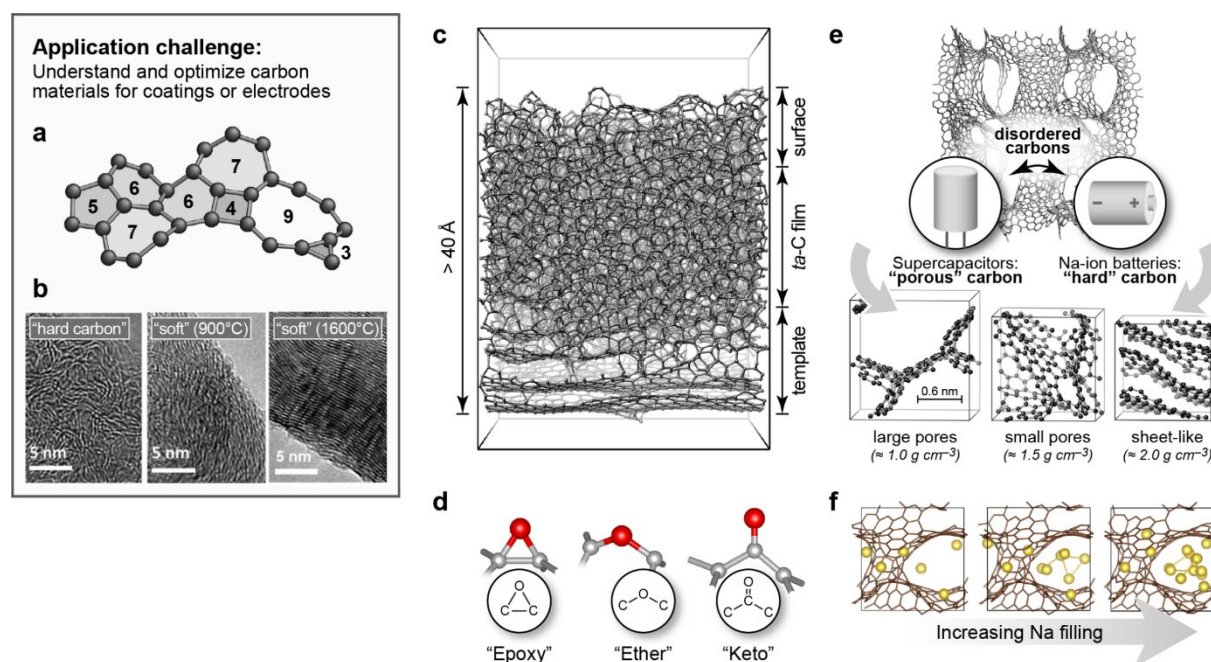 Application challenge:
Understand and optimize carbon
materials for coatings or electrodes
a
5
6
7
6
7
4
9
3
b
"hard carbon"
"soft" (900°C)
"soft" (1600°C)
5 nm
5 nm
5 nm
c
> 40 Å
surface
ta-C film
template
d
O
C C
C O C
O
C
C C
"Epoxy"
"Ether"
"Keto"
e
disordered
carbons
− +
Supercapacitors:
"porous" carbon
Na-ion batteries:
"hard" carbon
0.6 nm
large pores
(≈ 1.0 g cm⁻³)
small pores
(≈ 1.5 g cm⁻³)
sheet-like
(≈ 2.0 g cm⁻³)
f
Increasing Na filling